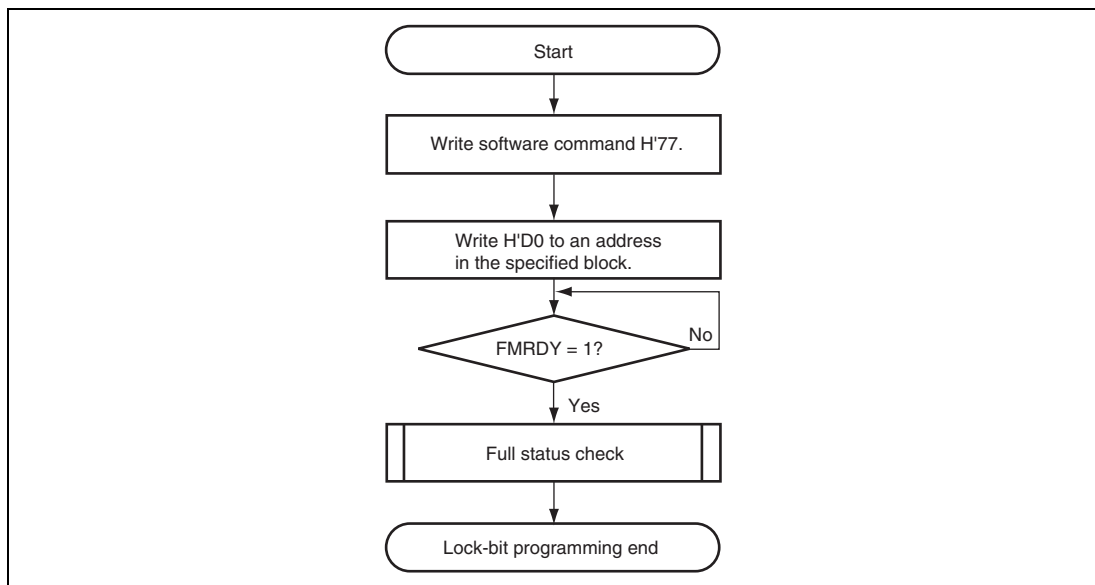 Start
Write software command H'77.
Write H'D0 to an address
in the specified block.
No
FMRDY = 1?
Yes
Full status check
Lock-bit programming end